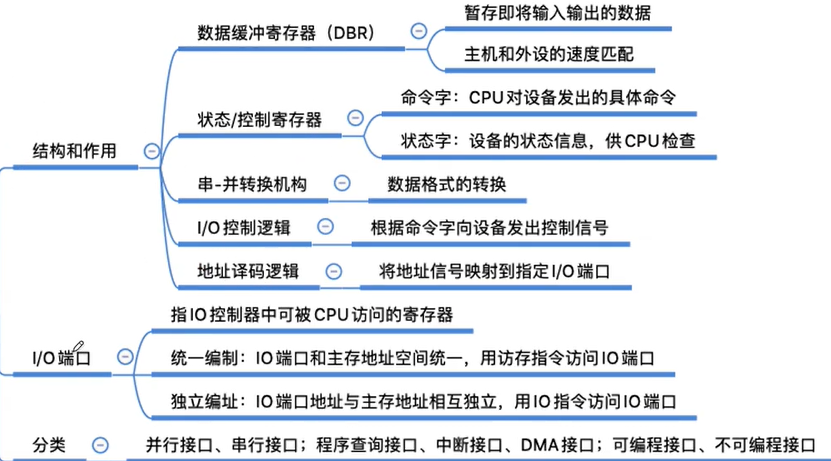 结构和作用
数据缓冲寄存器（DBR）
暂存即将输入输出的数据
主机和外设的速度匹配
状态/控制寄存器
命令字：CPU对设备发出的具体命令
状态字：设备的状态信息，供CPU检查
串-并转换机构
数据格式的转换
I/O控制逻辑
根据命令字向设备发出控制信号
地址译码逻辑
将地址信号映射到指定I/O端口
I/O端口
指IO控制器中可被CPU访问的寄存器
统一编制：IO端口和主存地址空间统一，用访存指令访问IO端口
独立编址：IO端口地址与主存地址相互独立，用IO指令访问IO端口
分类
并行接口、串行接口；程序查询接口、中断接口、DMA接口；可编程接口、不可编程接口